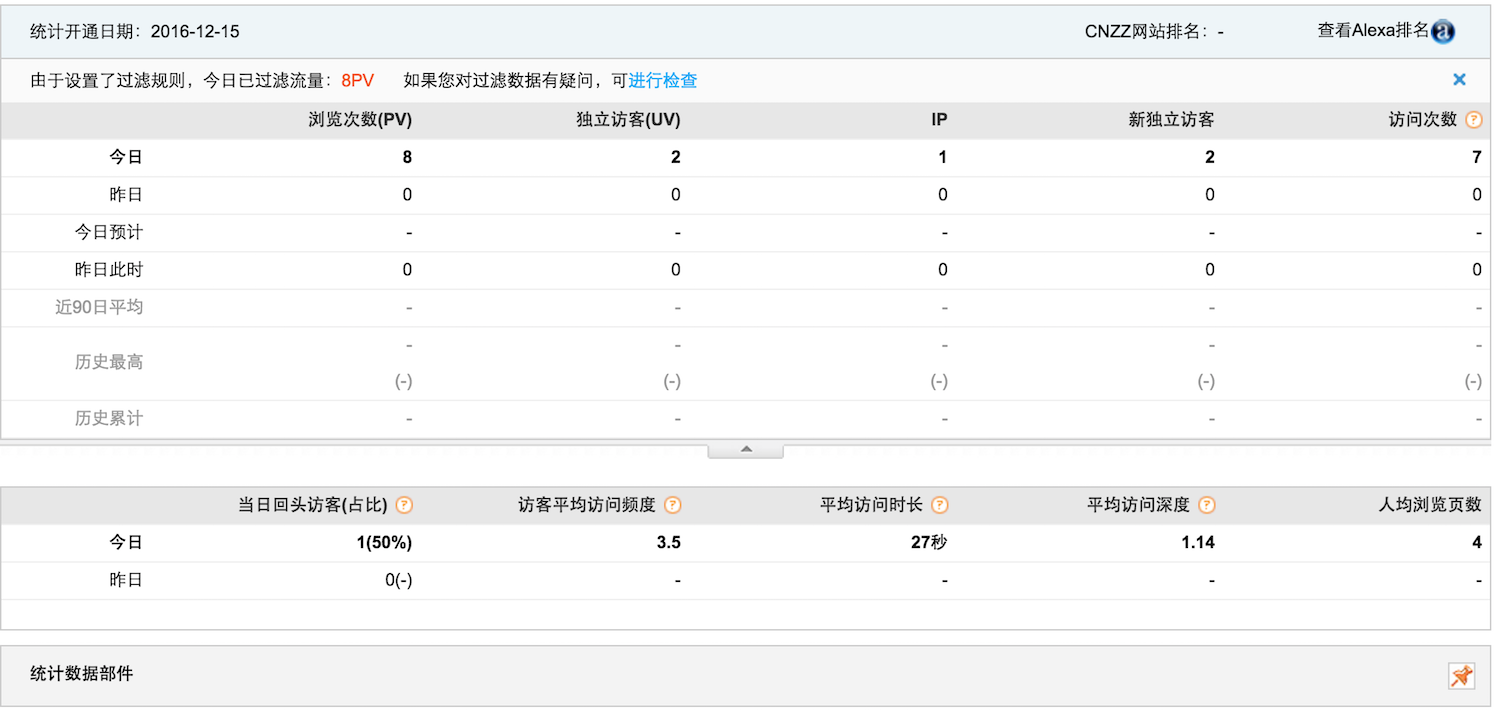 统计开通日期：2016-12-15 CNZZ网站排名：- 查看Alexa排名
由于设置了过滤规则，今日已过滤流量：8PV 如果您对过滤数据有疑问，可进行检查
浏览次数(PV) 独立访客(UV) IP 新独立访客 访问次数 ?
今日 8 2 1 2 7
昨日 0 0 0 0 0
今日预计 - - - - -
昨日此时 0 0 0 0 0
近90日平均 - - - - -
- - - - -
历史最高
(-) (-) (-) (-) (-)
历史累计 - - - - -
当日回头访客(占比) ? 访客平均访问频度 ? 平均访问时长 ? 平均访问深度 ? 人均浏览页数
今日 1(50%) 3.5 27秒 1.14 4
昨日 0(-) - - - -
统计数据部件